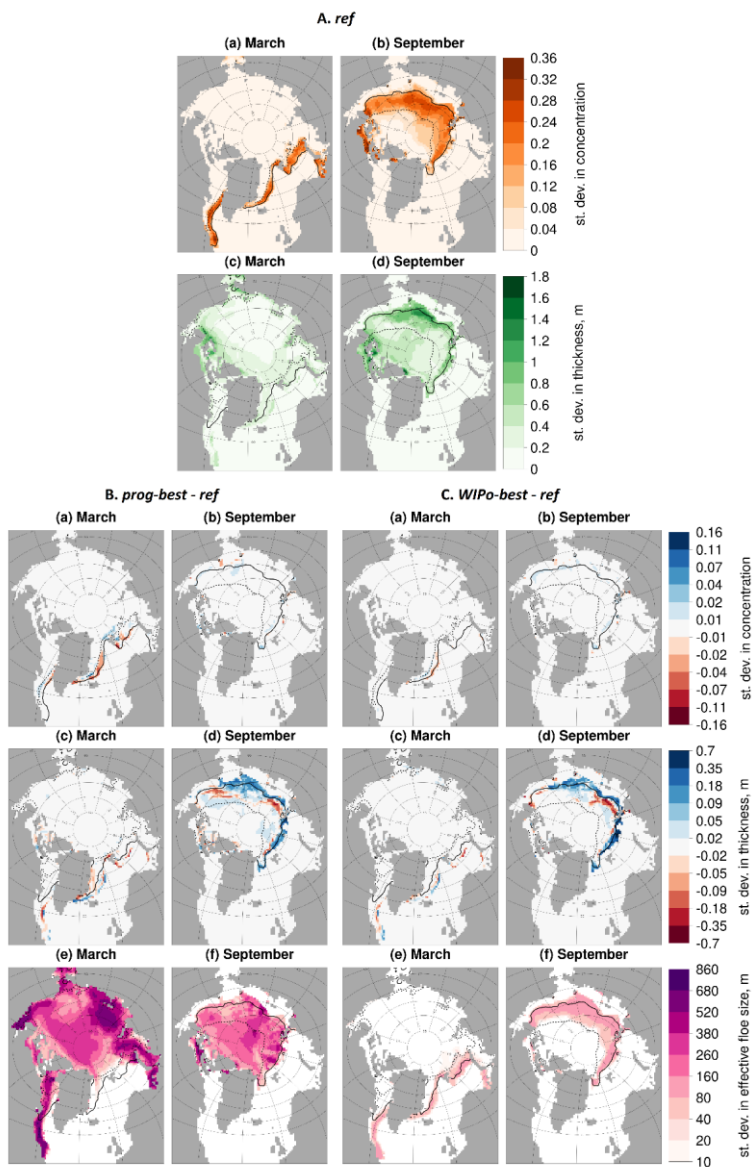 A. ref
(a) March
(b) September
0.36
0.32
0.28
0.24
0.2
0.16
0.12
0.08
0.04
0
st. dev. in concentration
(c) March
(d) September
1.8
1.6
1.4
1.2
1
0.8
0.6
0.4
0.2
0
st. dev. in thickness, m
B. prog-best - ref
C. WIPo-best - ref
(a) March
(b) September
(a) March
(b) September
0.16
0.11
0.07
0.04
0.02
0.01
-0.01
-0.02
-0.04
-0.07
-0.11
-0.16
st. dev. in concentration
(c) March
(d) September
(c) March
(d) September
0.7
0.35
0.18
0.09
0.05
0.02
-0.02
-0.05
-0.09
-0.18
-0.35
-0.7
st. dev. in thickness, m
(e) March
(f) September
(e) March
(f) September
860
680
520
380
260
160
80
40
20
10
st. dev. in effective floe size, m